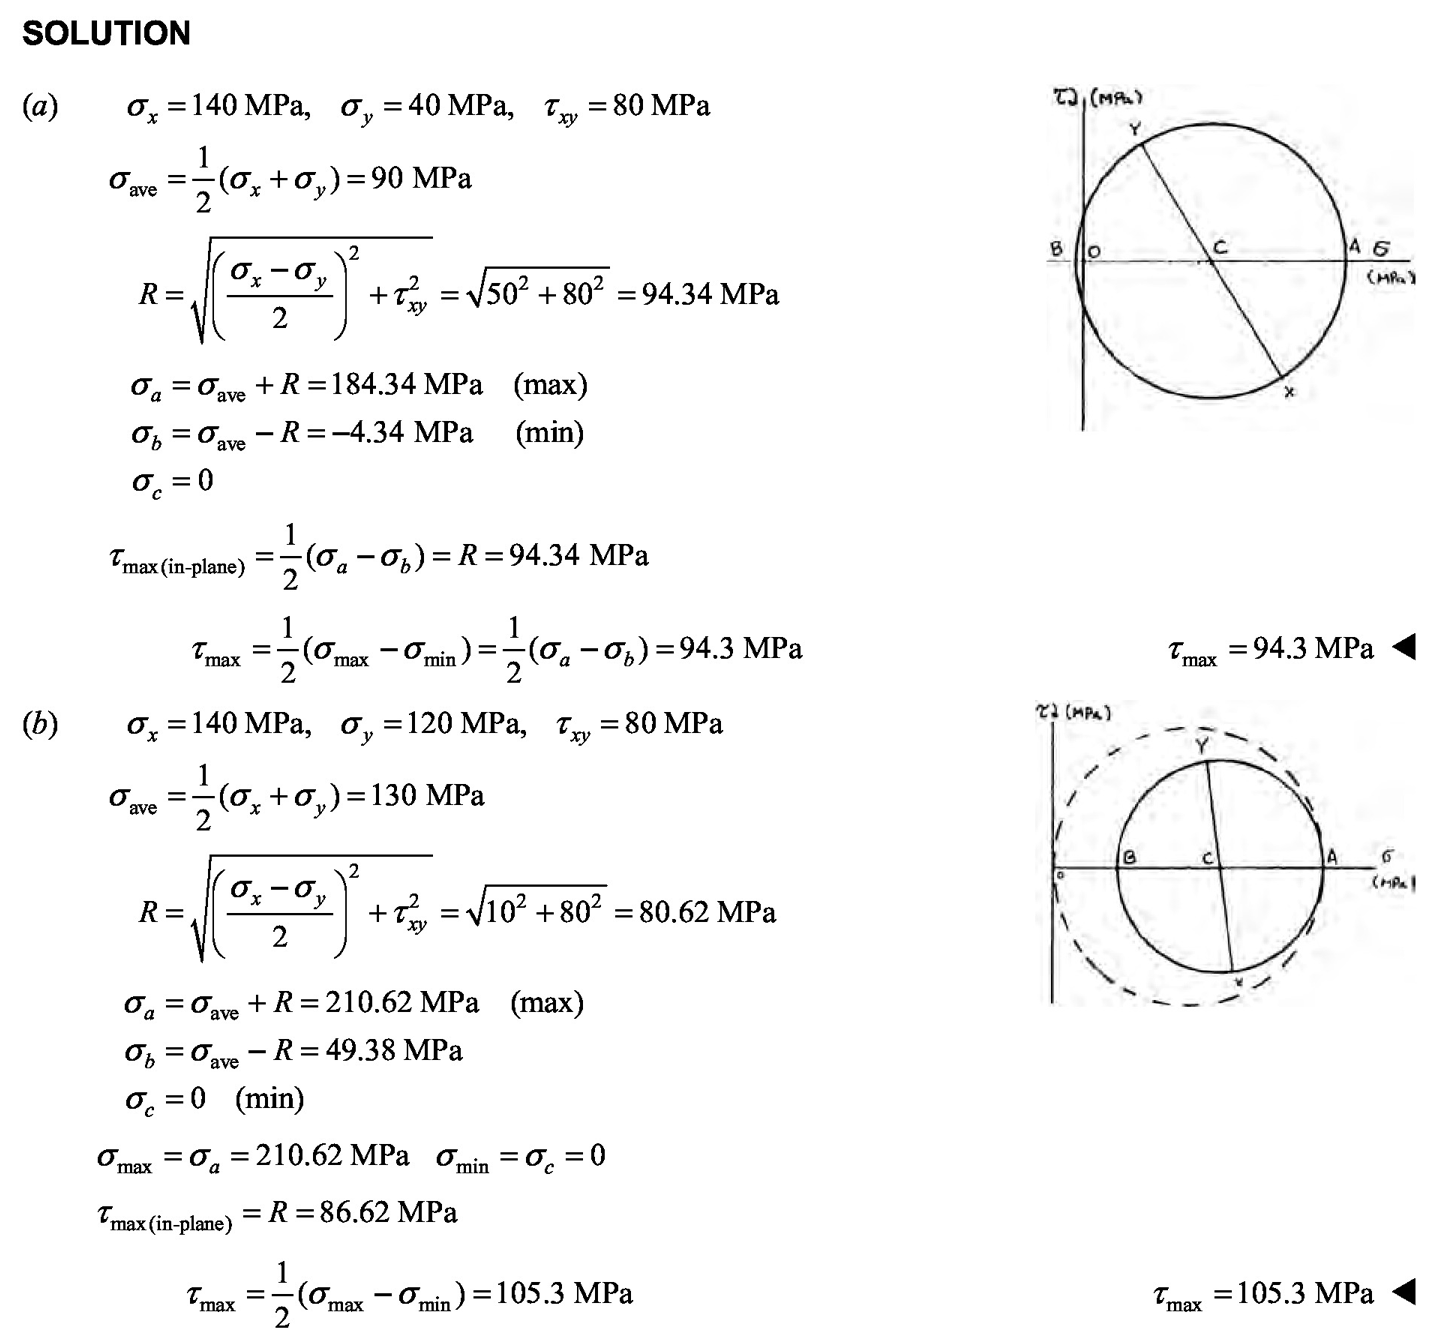 SOLUTION
(a) σx = 140 MPa, σy = 40 MPa, τxy = 80 MPa
σave = 1/2(σx + σy) = 90 MPa
R = √(((σx − σy)/2)² + τ²xy) = √(50² + 80²) = 94.34 MPa
σa = σave + R = 184.34 MPa (max)
σb = σave − R = −4.34 MPa (min)
σc = 0
τmax (in-plane) = 1/2(σa − σb) = R = 94.34 MPa
τmax = 1/2(σmax − σmin) = 1/2(σa − σb) = 94.3 MPa τmax = 94.3 MPa ◀
τ (MPa)
Y
B O C A σ
(MPa)
X
(b) σx = 140 MPa, σy = 120 MPa, τxy = 80 MPa
σave = 1/2(σx + σy) = 130 MPa
R = √(((σx − σy)/2)² + τ²xy) = √(10² + 80²) = 80.62 MPa
σa = σave + R = 210.62 MPa (max)
σb = σave − R = 49.38 MPa
σc = 0 (min)
σmax = σa = 210.62 MPa σmin = σc = 0
τmax (in-plane) = R = 86.62 MPa
τmax = 1/2(σmax − σmin) = 105.3 MPa τmax = 105.3 MPa ◀
τ (MPa)
Y
O B C A σ
(MPa)
X